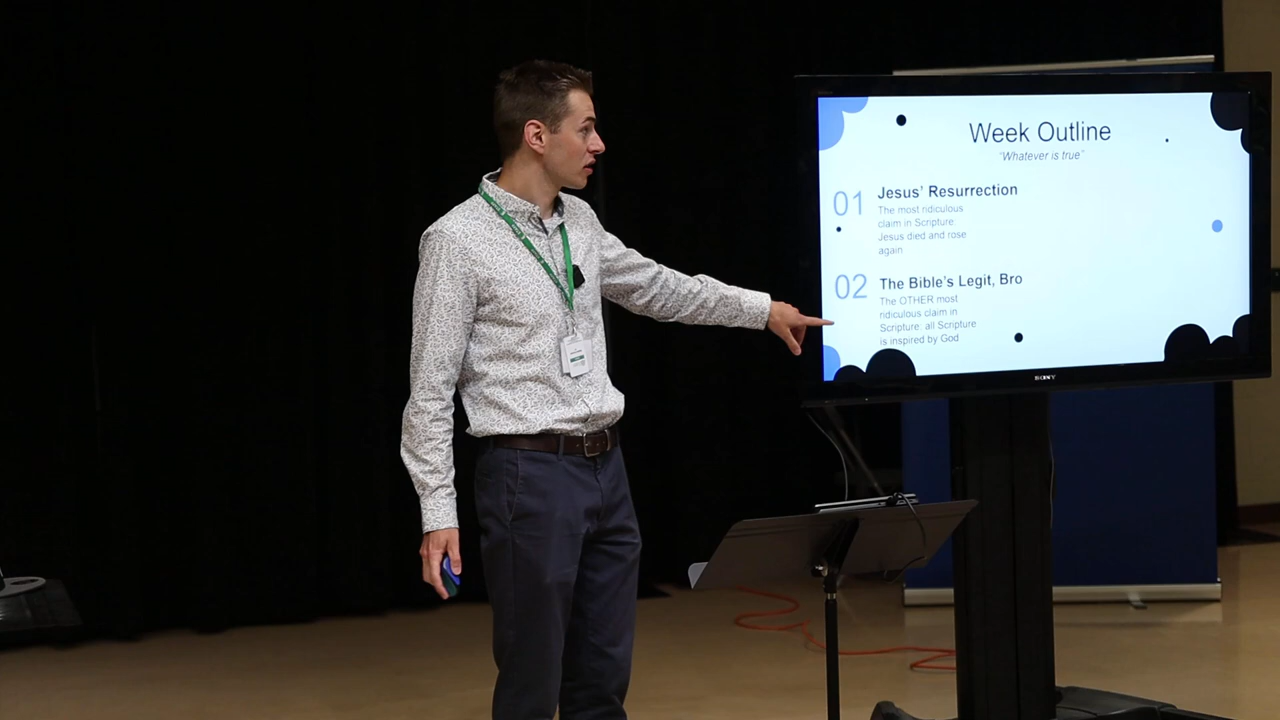 Week Outline
"Whatever is true"
01
Jesus' Resurrection
The most ridiculous
claim in Scripture:
Jesus died and rose
again
02
The Bible's Legit, Bro
The OTHER most
ridiculous claim in
Scripture: all Scripture
is inspired by God
SONY